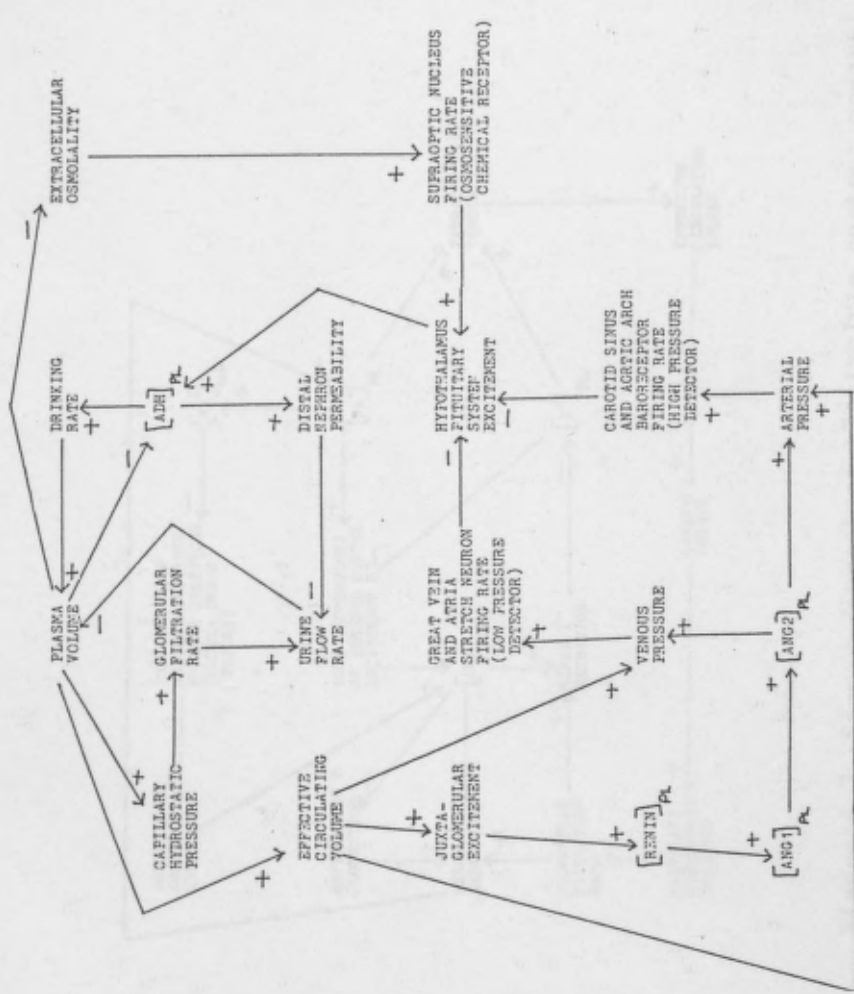 PLASMA
VOLUME
+
DRINKING
RATE
−
EXTRACELLULAR
OSMOLALITY
+
−
+
−
+
CAPILLARY
HYDROSTATIC
PRESSURE
+
GLOMERULAR
FILTRATION
RATE
[ADH]PL
+
+
+
+
EFFECTIVE
CIRCULATING
VOLUME
URINE
FLOW
RATE
−
DISTAL
NEPHRON
PERMEABILITY
+
+
JUXTA-
GLOMERULAR
EXCITEMENT
GREAT VEIN
AND ATRIA
STRETCH NEURON
FIRING RATE
(LOW PRESSURE
DETECTOR)
−
HYPOTHALAMUS
PITUITARY
SYSTEM
EXCITEMENT
+
SUPRAOPTIC NUCLEUS
FIRING RATE
(OSMOSENSITIVE
CHEMICAL RECEPTOR)
−
+
+
+
[RENIN]PL
VENOUS
PRESSURE
CAROTID SINUS
AND AORTIC ARCH
BARORECEPTOR
FIRING RATE
(HIGH PRESSURE
DETECTOR)
+
+
+
[ANG1]PL
+
[ANG2]PL
+
ARTERIAL
PRESSURE
+